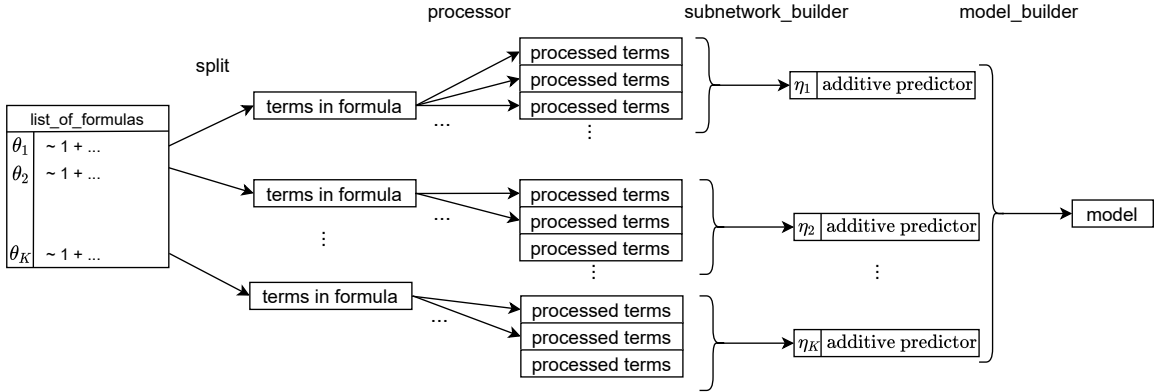 processor
subnetwork_builder
model_builder
split
list_of_formulas
θ₁ ~ 1 + ...
θ₂ ~ 1 + ...
θ_K ~ 1 + ...
terms in formula
...
processed terms
processed terms
processed terms
⋮
η₁ additive predictor
terms in formula
...
⋮
processed terms
processed terms
processed terms
⋮
η₂ additive predictor
⋮
terms in formula
...
processed terms
processed terms
processed terms
η_K additive predictor
model